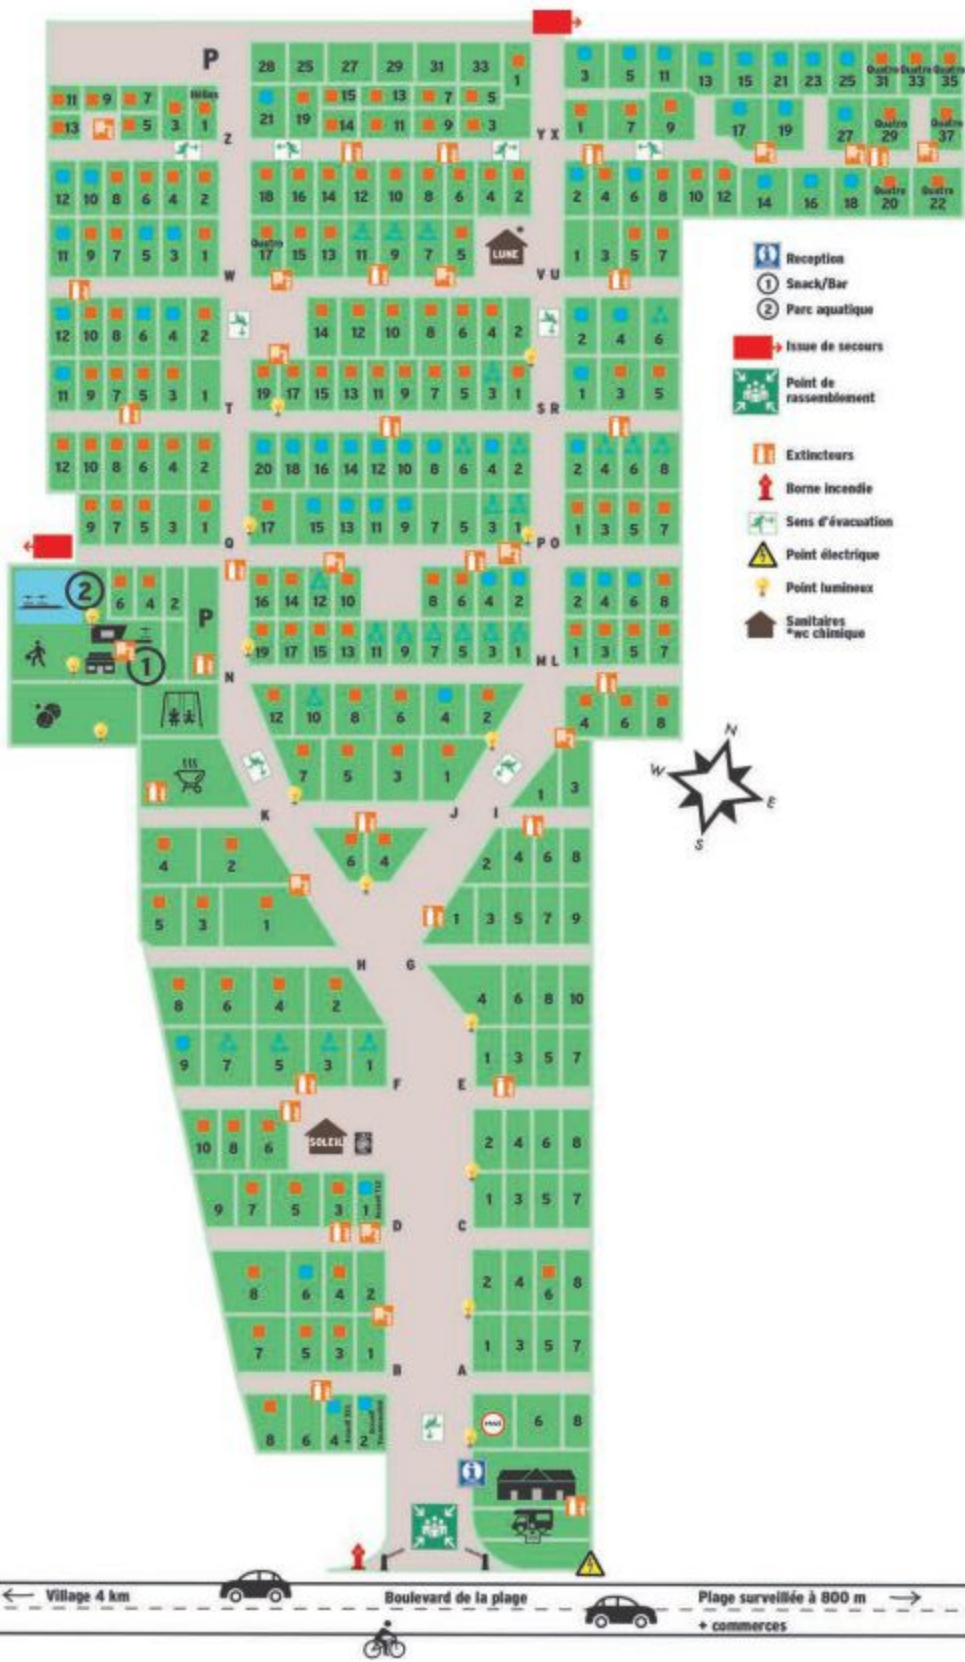 P 28 25 27 29 31 33 1 3 5 11 13 15 21 23 25 Quatro 31 Quatro 33 Quatro 35
11 9 7 3 Hélios 1 21 19 15 13 7 5 1 7 9 17 19 27 Quatro 29 Quatro 37
13 5 14 11 9 3
Z Y X
12 10 8 6 4 2 18 16 14 12 10 8 6 4 2 2 4 6 8 10 12 14 16 18 Quatro 20 Quatro 22
11 9 7 5 3 1 Quatro 17 15 13 11 9 7 5 LUNE * 1 3 5 7
W V U
12 10 8 6 4 2 14 12 10 8 6 4 2 2 4 6
11 9 7 5 3 1 19 17 15 13 11 9 7 5 3 1 1 3 5
T S R
12 10 8 6 4 2 20 18 16 14 12 10 8 6 4 2 2 4 6 8
9 7 5 3 1 17 15 13 11 9 7 5 3 1 1 3 5 7
Q P O
2 6 4 2 P 16 14 12 10 8 6 4 2 2 4 6 8
1 19 17 15 13 11 9 7 5 3 1 1 3 5 7
N M L
12 10 8 6 4 2 4 6 8
7 5 3 1 1 3
K J I
4 2 6 4 2 4 6 8
5 3 1 1 3 5 7 9
H G
8 6 4 2 4 6 8 10
9 7 5 3 1 1 3 5 7
F E
10 8 6 SOLEIL 2 4 6 8
9 7 5 3 1 1 3 5 7
D C
8 6 4 2 2 4 6 8
7 5 3 1 1 3 5 7
B A
8 6 4 2 6 8
Reception
1 Snack/Bar
2 Parc aquatique
Issue de secours
Point de
rassemblement
Extincteurs
Borne incendie
Sens d'évacuation
Point électrique
Point lumineux
Sanitaires
*wc chimique
N
W
E
S
Village 4 km Boulevard de la plage Plage surveillée à 800 m
+ commerces